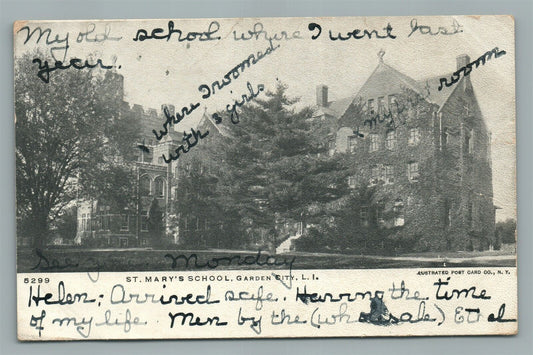 My old school where I went last
year.
x where I roomed
with 3 girls
x my first room
See you Monday
5299 ST. MARY'S SCHOOL, GARDEN CITY, L. I. ILLUSTRATED POST CARD CO., N. Y.
Helen; Arrived safe. Having the time
of my life. Men by the (wholesale) Ethel